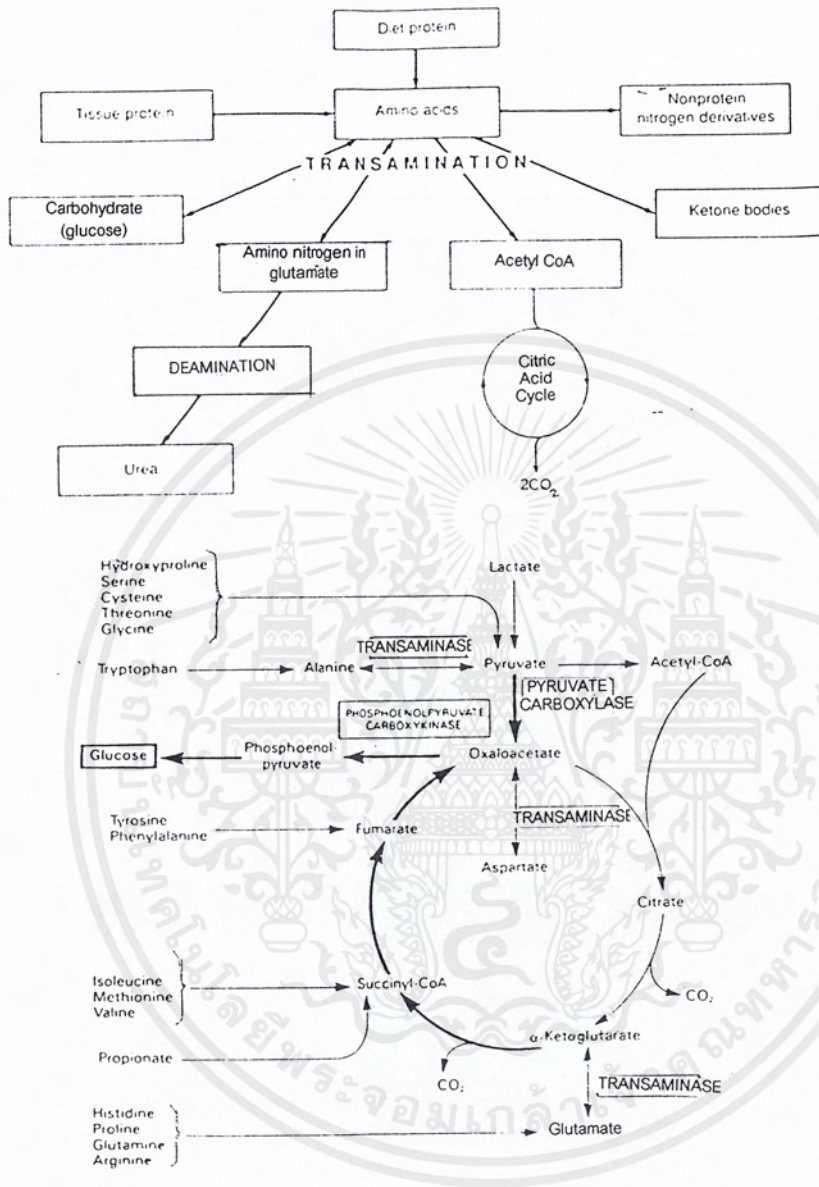 Diet protein
Tissue protein
Amino acids
Nonprotein
nitrogen derivatives
TRANSAMINATION
Carbohydrate
(glucose)
Ketone bodies
Amino nitrogen in
glutamate
Acetyl CoA
DEAMINATION
Citric
Acid
Cycle
Urea
2CO₂
Hydroxyproline
Serine
Cysteine
Threonine
Glycine
Lactate
TRANSAMINASE
Tryptophan
Alanine
Pyruvate
Acetyl-CoA
PYRUVATE
CARBOXYLASE
PHOSPHOENOLPYRUVATE
CARBOXYKINASE
Glucose
Phosphoenol-
pyruvate
Oxaloacetate
TRANSAMINASE
Tyrosine
Phenylalanine
Fumarate
Aspartate
Citrate
Isoleucine
Methionine
Valine
Succinyl-CoA
CO₂
α-Ketoglutarate
Propionate
CO₂
TRANSAMINASE
Histidine
Proline
Glutamine
Arginine
Glutamate